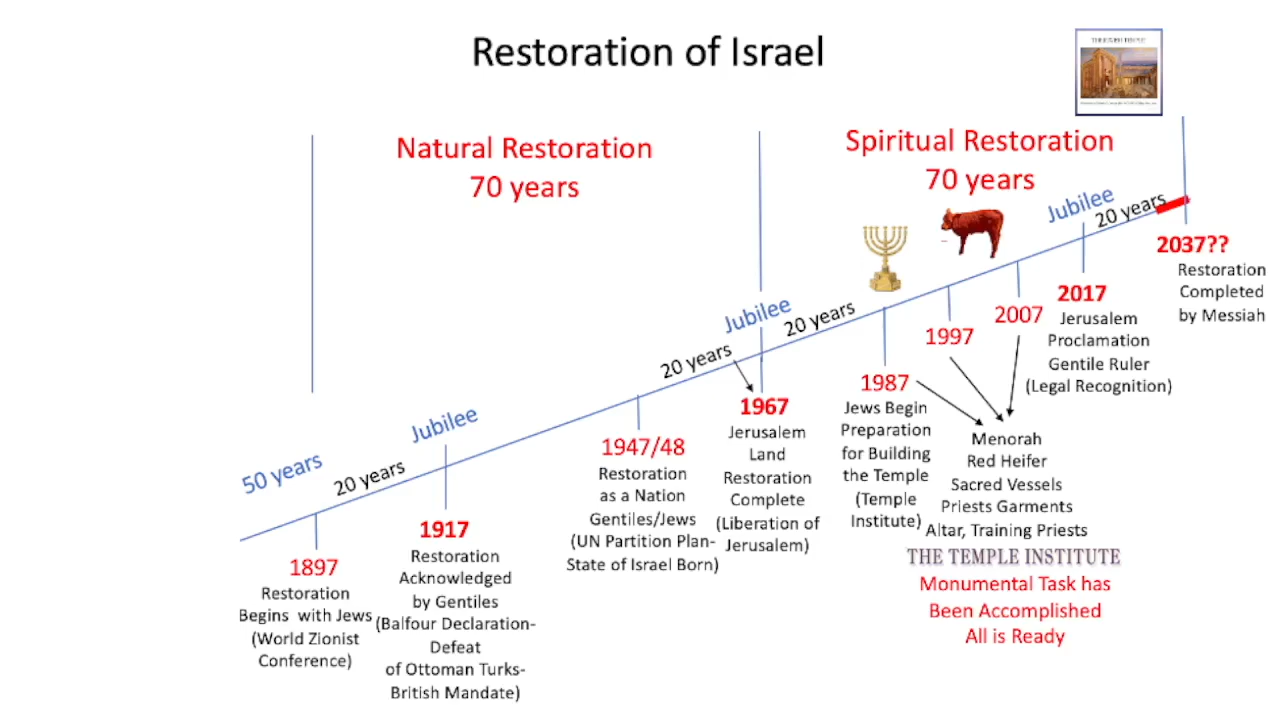 Restoration of Israel
THE JEWISH TEMPLE
Natural Restoration
70 years
Spiritual Restoration
70 years
50 years
20 years
Jubilee
20 years
Jubilee
20 years
Jubilee
20 years
1897
Restoration
Begins with Jews
(World Zionist
Conference)
1917
Restoration
Acknowledged
by Gentiles
(Balfour Declaration-
Defeat
of Ottoman Turks-
British Mandate)
1947/48
Restoration
as a Nation
Gentiles/Jews
(UN Partition Plan-
State of Israel Born)
1967
Jerusalem
Land
Restoration
Complete
(Liberation of
Jerusalem)
1987
Jews Begin
Preparation
for Building
the Temple
(Temple
Institute)
1997
2007
Menorah
Red Heifer
Sacred Vessels
Priests Garments
Altar, Training Priests
THE TEMPLE INSTITUTE
Monumental Task has
Been Accomplished
All is Ready
2017
Jerusalem
Proclamation
Gentile Ruler
(Legal Recognition)
2037??
Restoration
Completed
by Messiah